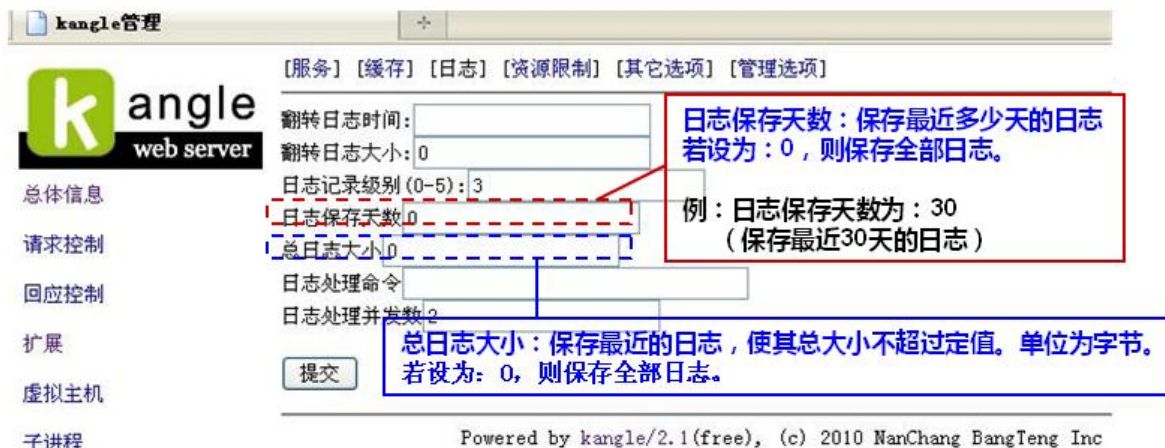 kangle管理
[服务] [缓存] [日志] [资源限制] [其它选项] [管理选项]
k angle
web server
翻转日志时间:
翻转日志大小: 0
日志记录级别(0-5): 3
日志保存天数 0
总日志大小 0
日志处理命令
日志处理并发数 2
提交
日志保存天数：保存最近多少天的日志
若设为：0，则保存全部日志。
例：日志保存天数为：30
（保存最近30天的日志）
总日志大小：保存最近的日志，使其总大小不超过定值。单位为字节。
若设为：0，则保存全部日志。
总体信息
请求控制
回应控制
扩展
虚拟主机
子进程
Powered by kangle/2.1(free), (c) 2010 NanChang BangTeng Inc